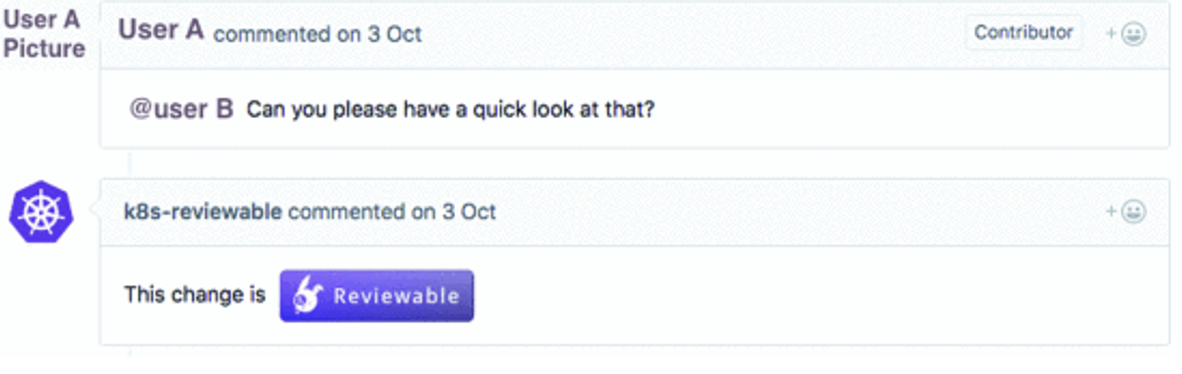 User A
Picture
User A commented on 3 Oct
Contributor
@user B Can you please have a quick look at that?
k8s-reviewable commented on 3 Oct
This change is Reviewable